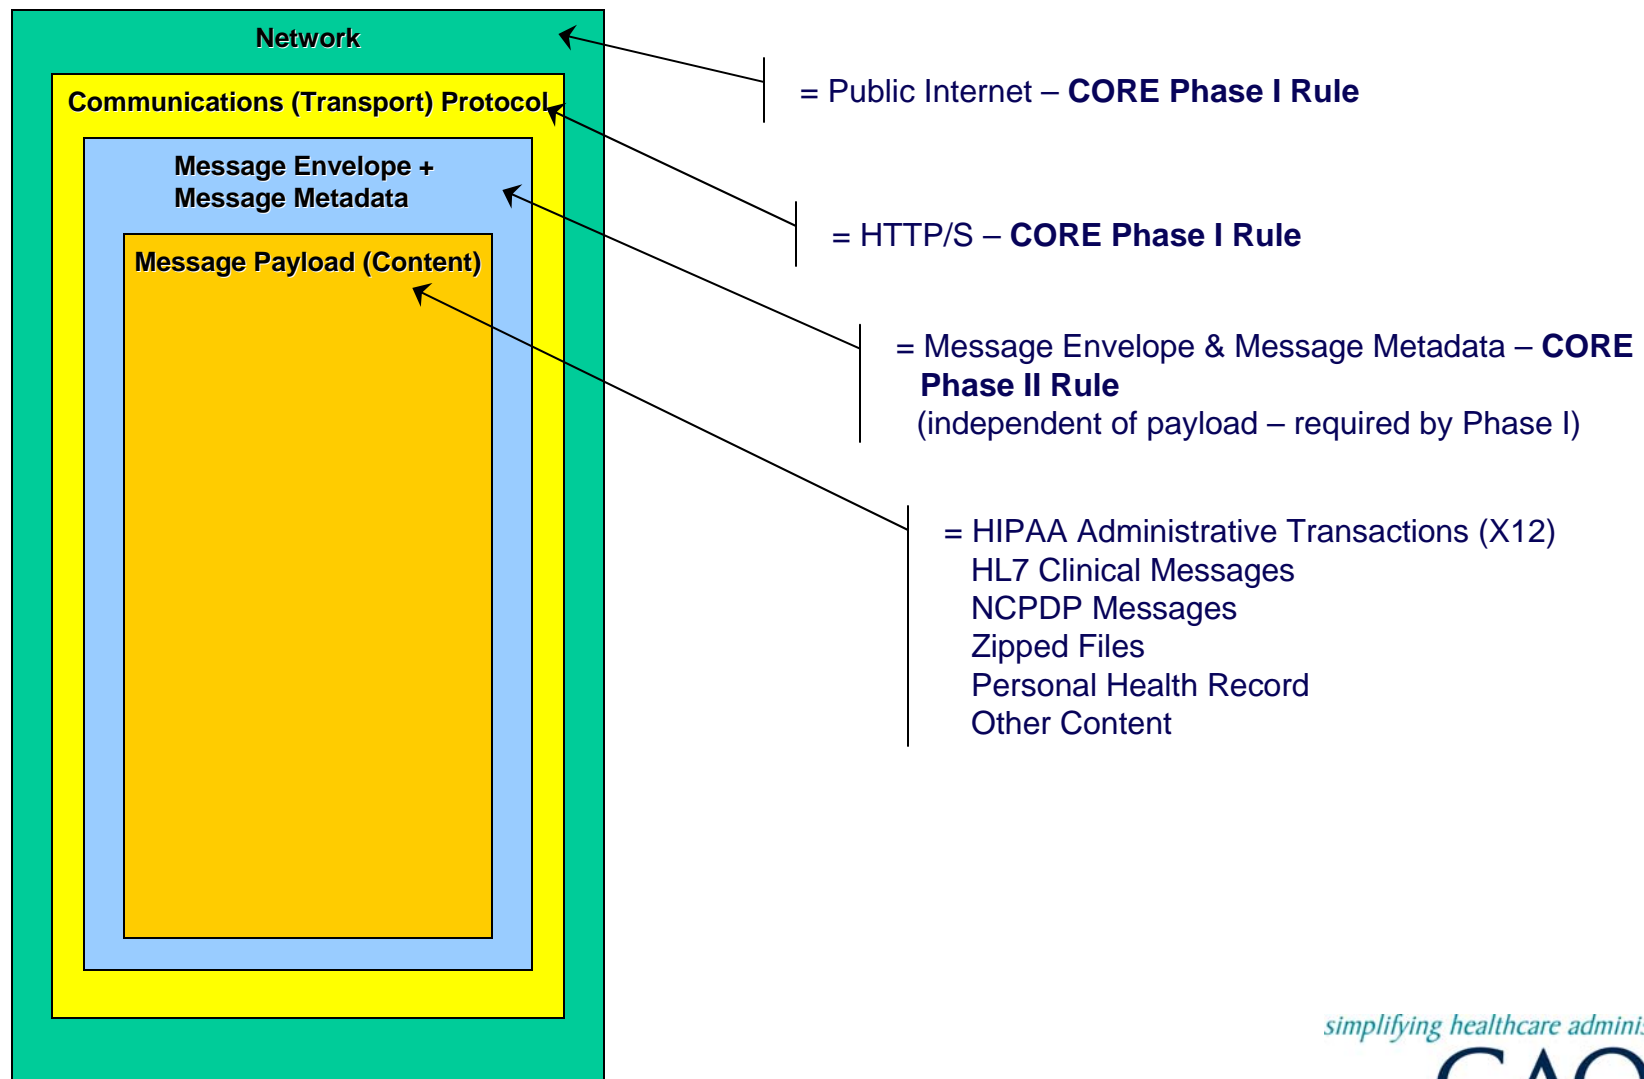 Network
Communications (Transport) Protocol
Message Envelope +
Message Metadata
Message Payload (Content)
= Public Internet – CORE Phase I Rule
= HTTP/S – CORE Phase I Rule
= Message Envelope & Message Metadata – CORE
Phase II Rule
(independent of payload – required by Phase I)
= HIPAA Administrative Transactions (X12)
HL7 Clinical Messages
NCPDP Messages
Zipped Files
Personal Health Record
Other Content
simplifying healthcare